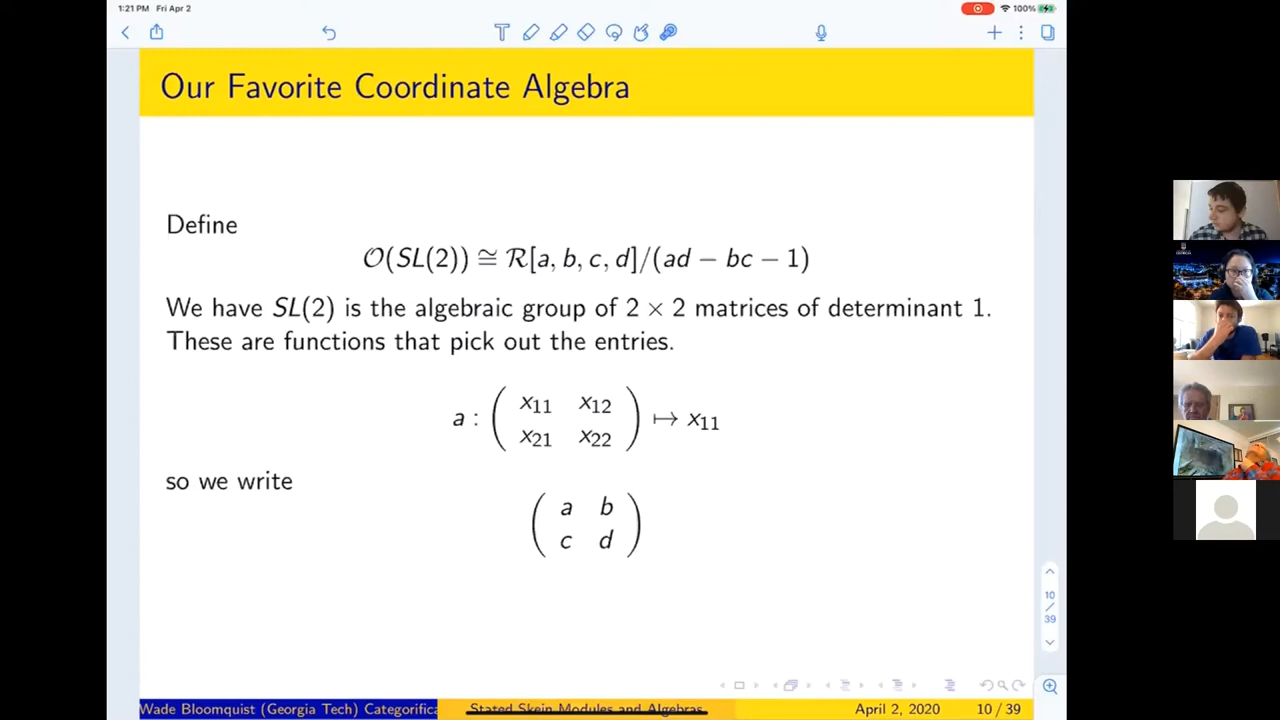 1:21 PM Fri Apr 2
100%
Our Favorite Coordinate Algebra
Define
𝒪(SL(2)) ≅ ℛ[a, b, c, d]/(ad − bc − 1)
We have SL(2) is the algebraic group of 2 × 2 matrices of determinant 1.
These are functions that pick out the entries.
a : ( x11 x12
x21 x22 ) ↦ x11
so we write
( a b
c d )
10
/
39
Wade Bloomquist (Georgia Tech) Categorifica
Stated Skein Modules and Algebras
April 2, 2020
10 / 39